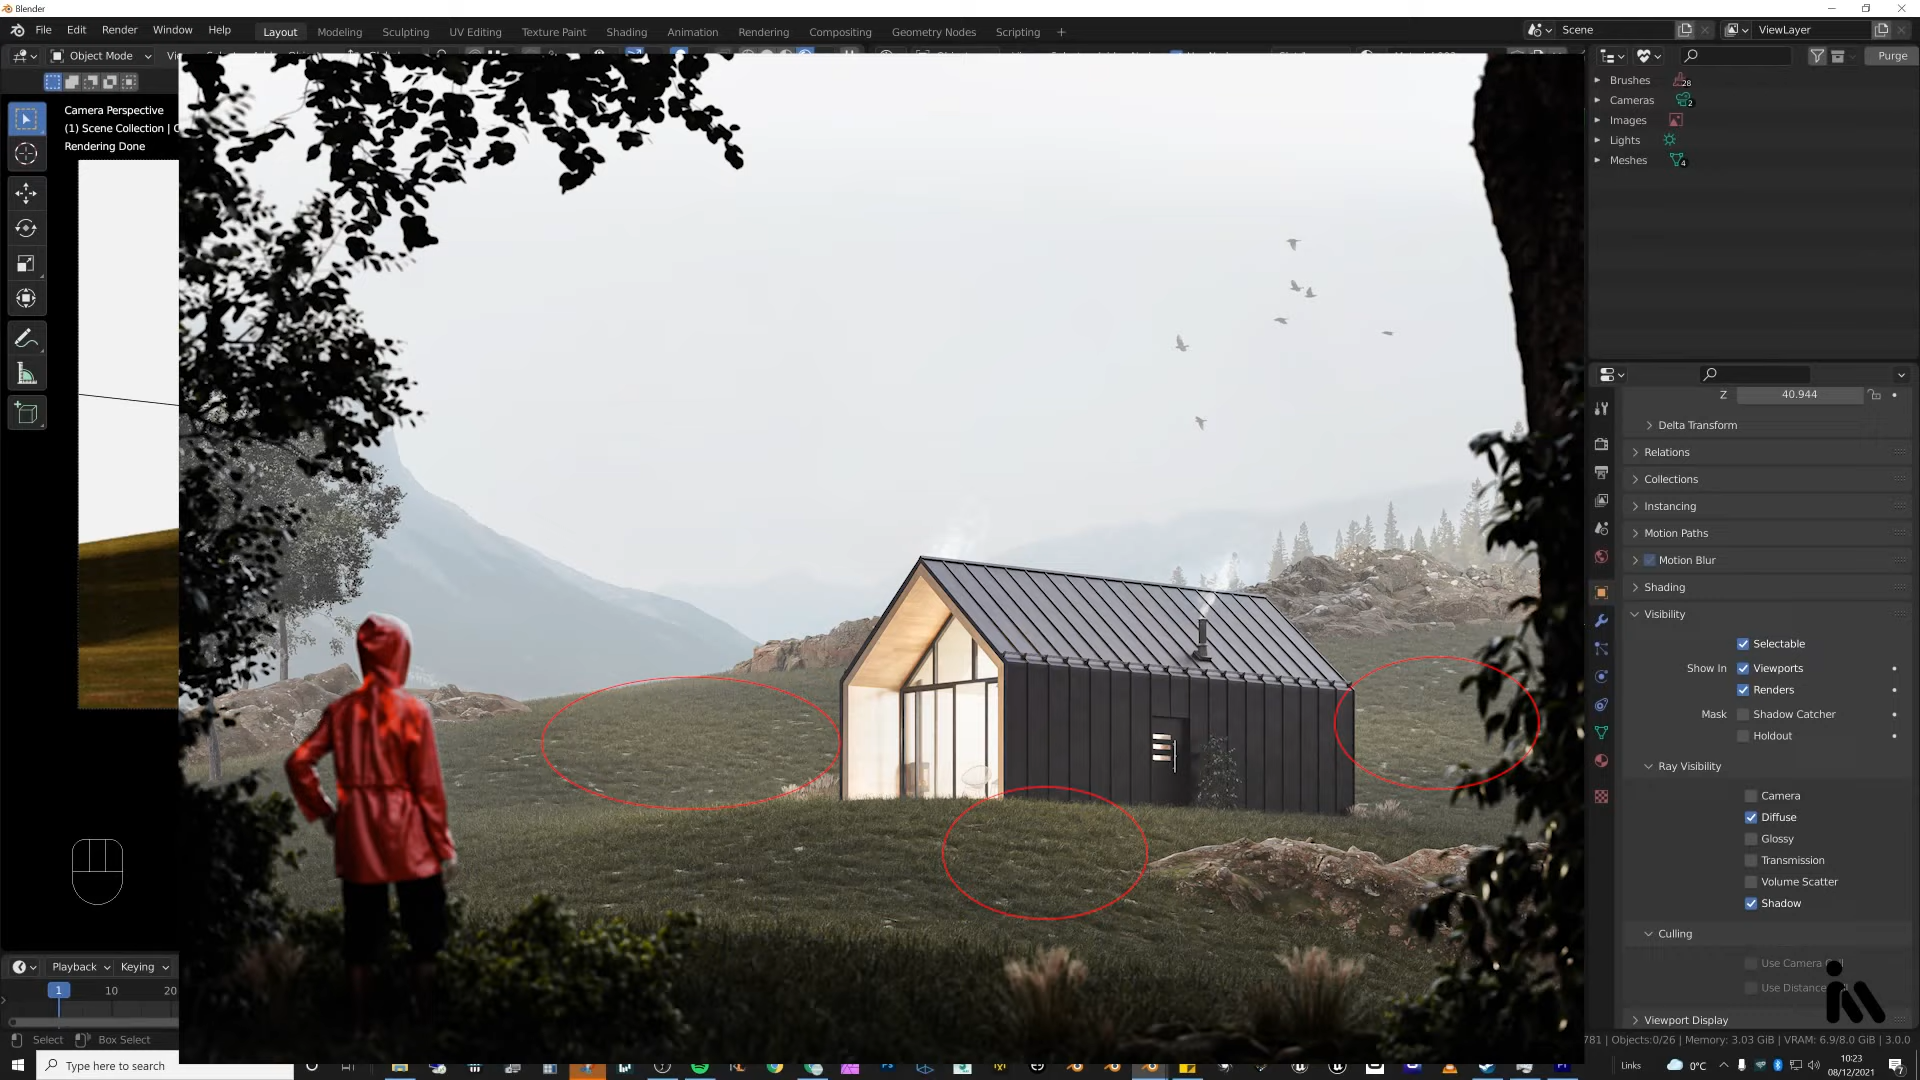 Blender
File Edit Render Window Help
Layout Modeling Sculpting UV Editing Texture Paint Shading Animation Rendering Compositing Geometry Nodes Scripting +
Scene
ViewLayer
Object Mode
Purge
Camera Perspective
(1) Scene Collection |
Rendering Done
Brushes 28
Cameras 2
Images
Lights
Meshes 4
Z 40.944
Delta Transform
Relations
Collections
Instancing
Motion Paths
Motion Blur
Shading
Visibility
Selectable
Show In Viewports
Renders
Mask Shadow Catcher
Holdout
Ray Visibility
Camera
Diffuse
Glossy
Transmission
Volume Scatter
Shadow
Culling
Use Camera
Use Distance
Viewport Display
Playback Keying
1 10 20
Select Box Select
781 | Objects:0/26 | Memory: 3.03 GiB | VRAM: 6.9/8.0 GiB | 3.0.0
Type here to search
Links 0°C
10:23
08/12/2021